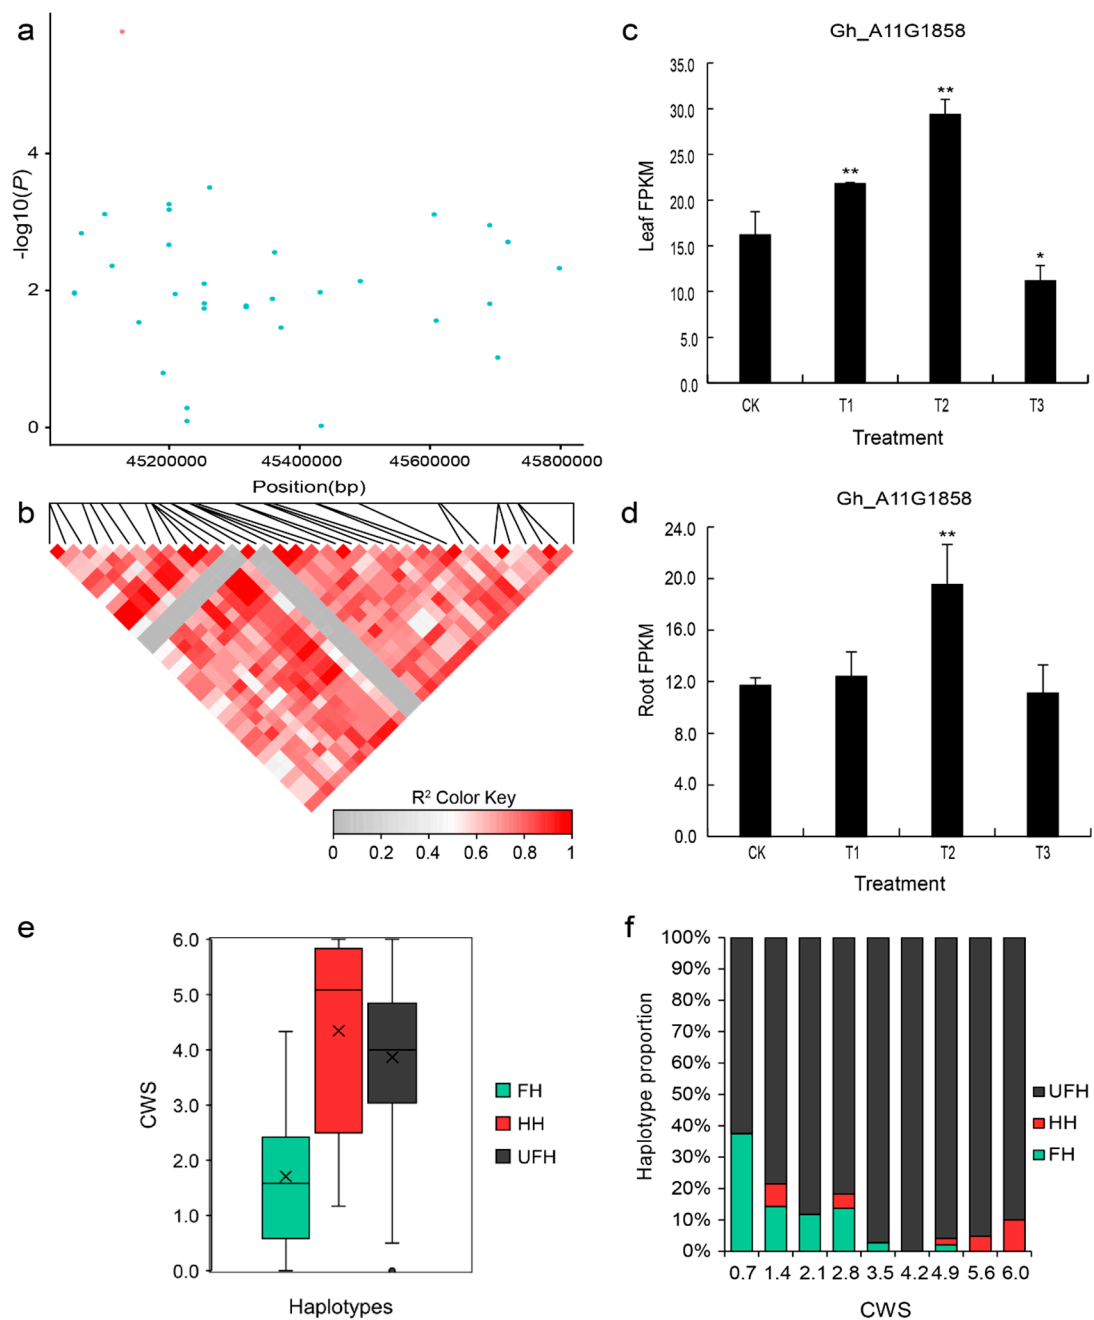 a
-log10(P)
4
2
0
45200000 45400000 45600000 45800000
Position(bp)
b
R² Color Key
0 0.2 0.4 0.6 0.8 1
c
Gh_A11G1858
Leaf FPKM
35.0
30.0
25.0
20.0
15.0
10.0
5.0
0.0
**
**
*
CK T1 T2 T3
Treatment
d
Gh_A11G1858
Root FPKM
24.0
20.0
16.0
12.0
8.0
4.0
0.0
**
CK T1 T2 T3
Treatment
e
CWS
6.0
5.0
4.0
3.0
2.0
1.0
0.0
Haplotypes
FH
HH
UFH
f
Haplotype proportion
100%
90%
80%
70%
60%
50%
40%
30%
20%
10%
0%
0.7 1.4 2.1 2.8 3.5 4.2 4.9 5.6 6.0
CWS
UFH
HH
FH